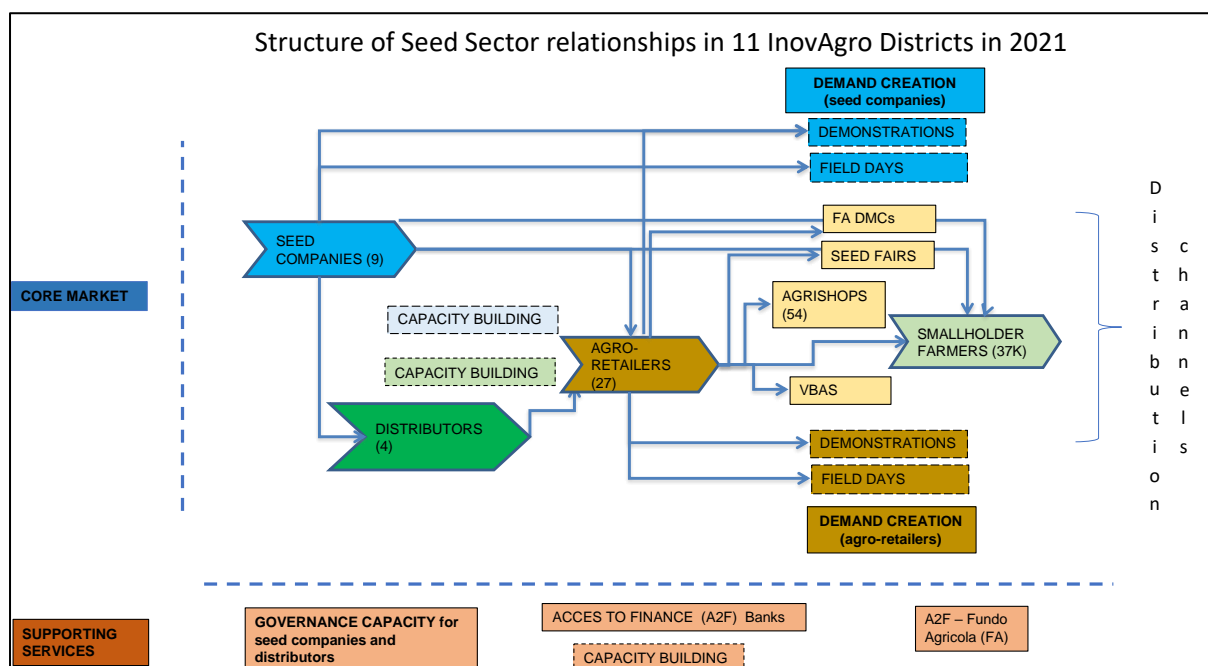 Structure of Seed Sector relationships in 11 InovAgro Districts in 2021
DEMAND CREATION
(seed companies)
DEMONSTRATIONS
FIELD DAYS
FA DMCs
SEED
COMPANIES (9)
SEED FAIRS
CORE MARKET
AGRISHOPS
(54)
CAPACITY BUILDING
SMALLHOLDER
FARMERS (37K)
AGRO-
RETAILERS
(27)
CAPACITY BUILDING
VBAS
DISTRIBUTORS
(4)
DEMONSTRATIONS
FIELD DAYS
DEMAND CREATION
(agro-retailers)
Distribution
channels
GOVERNANCE CAPACITY for
seed companies and
distributors
ACCES TO FINANCE (A2F) Banks
A2F – Fundo
Agricola (FA)
SUPPORTING
SERVICES
CAPACITY BUILDING